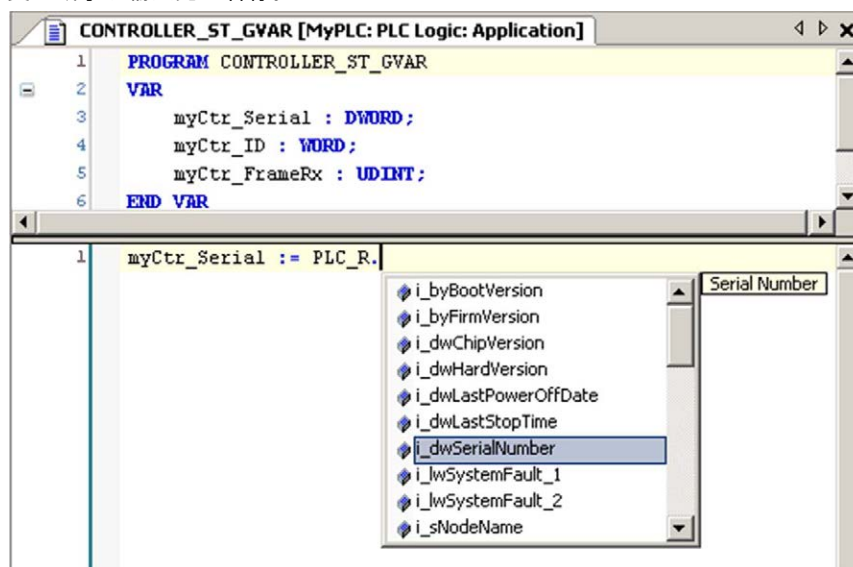 CONTROLLER_ST_GVAR [MyPLC: PLC Logic: Application]
1 PROGRAM CONTROLLER_ST_GVAR
2 VAR
3 myCtr_Serial : DWORD;
4 myCtr_ID : WORD;
5 myCtr_FrameRx : UDINT;
6 END_VAR
1 myCtr_Serial := PLC_R.
i_byBootVersion
i_byFirmVersion
i_dwChipVersion
i_dwHardVersion
i_dwLastPowerOffDate
i_dwLastStopTime
i_dwSerialNumber
Serial Number
i_lwSystemFault_1
i_lwSystemFault_2
i_sNodeName